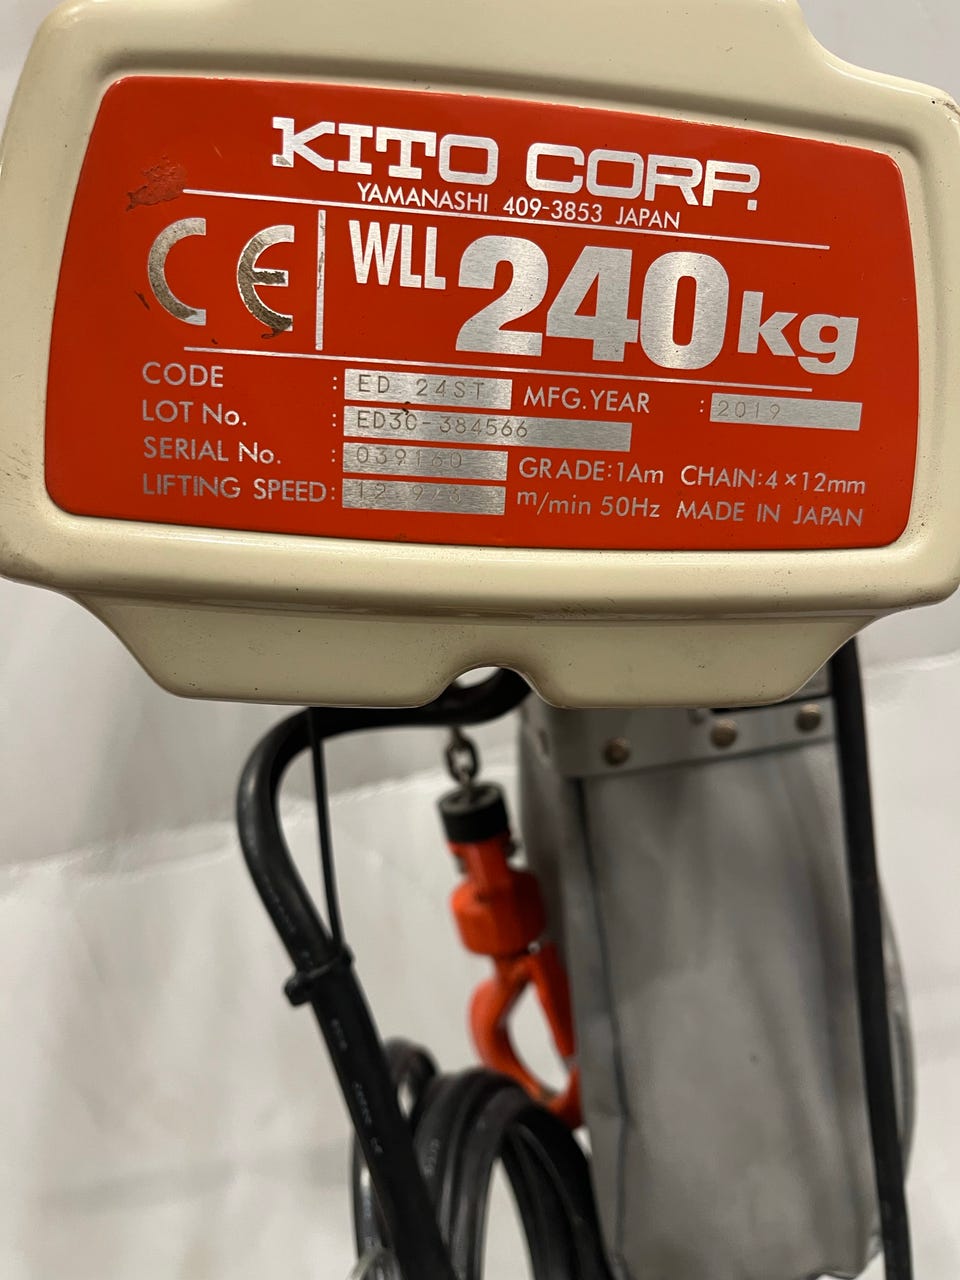 KITO CORP.
YAMANASHI 409-3853 JAPAN
CE
WLL 240kg
CODE : ED 24ST MFG.YEAR : 2019
LOT No. : ED3C-384566
SERIAL No. : 039160 GRADE:1Am CHAIN:4×12mm
LIFTING SPEED: m/min 50Hz MADE IN JAPAN